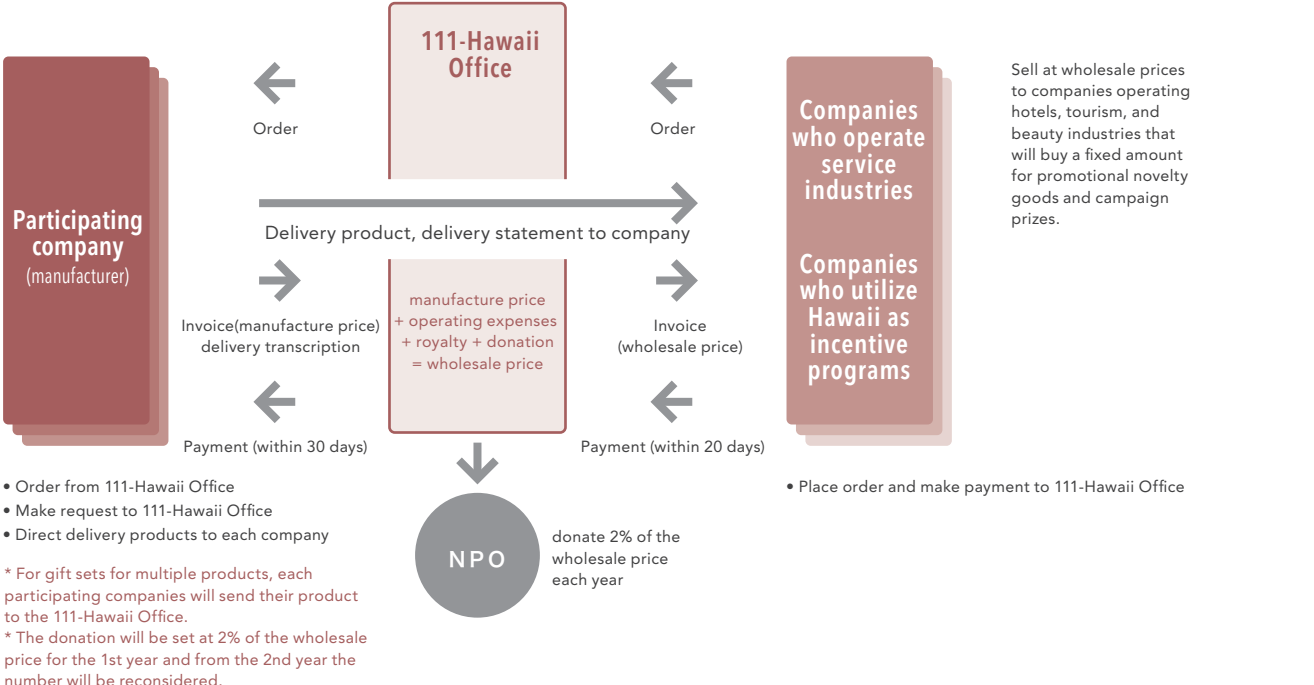 111-Hawaii
Office
Order
Order
Participating
company
(manufacturer)
Delivery product, delivery statement to company
Invoice(manufacture price)
delivery transcription
manufacture price
+ operating expenses
+ royalty + donation
= wholesale price
Invoice
(wholesale price)
Payment (within 30 days)
Payment (within 20 days)
Companies
who operate
service
industries
Companies
who utilize
Hawaii as
incentive
programs
Sell at wholesale prices
to companies operating
hotels, tourism, and
beauty industries that
will buy a fixed amount
for promotional novelty
goods and campaign
prizes.
• Order from 111-Hawaii Office
• Make request to 111-Hawaii Office
• Direct delivery products to each company
* For gift sets for multiple products, each
participating companies will send their product
to the 111-Hawaii Office.
* The donation will be set at 2% of the wholesale
price for the 1st year and from the 2nd year the
number will be reconsidered.
NPO
donate 2% of the
wholesale price
each year
• Place order and make payment to 111-Hawaii Office